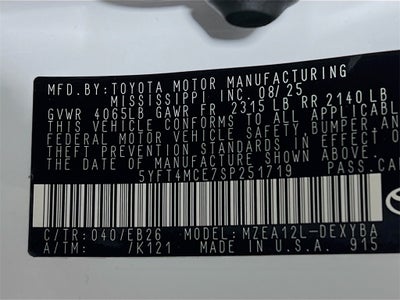 MFD.BY:TOYOTA MOTOR MANUFACTURING
MISSISSIPPI INC. 08/25
GVWR 4065LB GAWR FR 2315 LB RR 2140 LB
THIS VEHICLE CONFORMS TO ALL APPLICABLE
FEDERAL MOTOR VEHICLE SAFETY, BUMPER, AND
THEFT PREVENTION STANDARDS IN EFFECT ON
THE DATE OF MANUFACTURE SHOWN ABOVE.
5YFT4MCE7SP251719 PASS.CA
C/TR:040/EB26 MODEL:MZEA12L-DEXYBA
A/TM: /K121 MADE IN U.S.A. 915